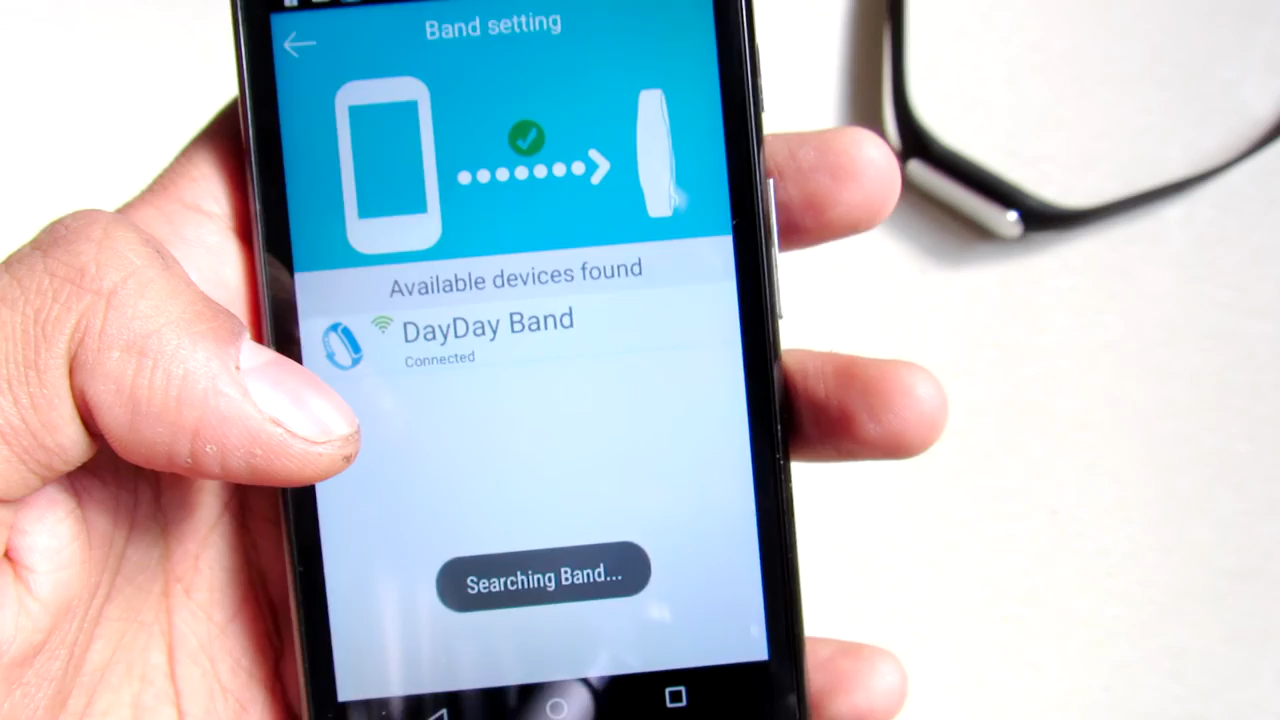 Band setting
Available devices found
DayDay Band
Connected
Searching Band...